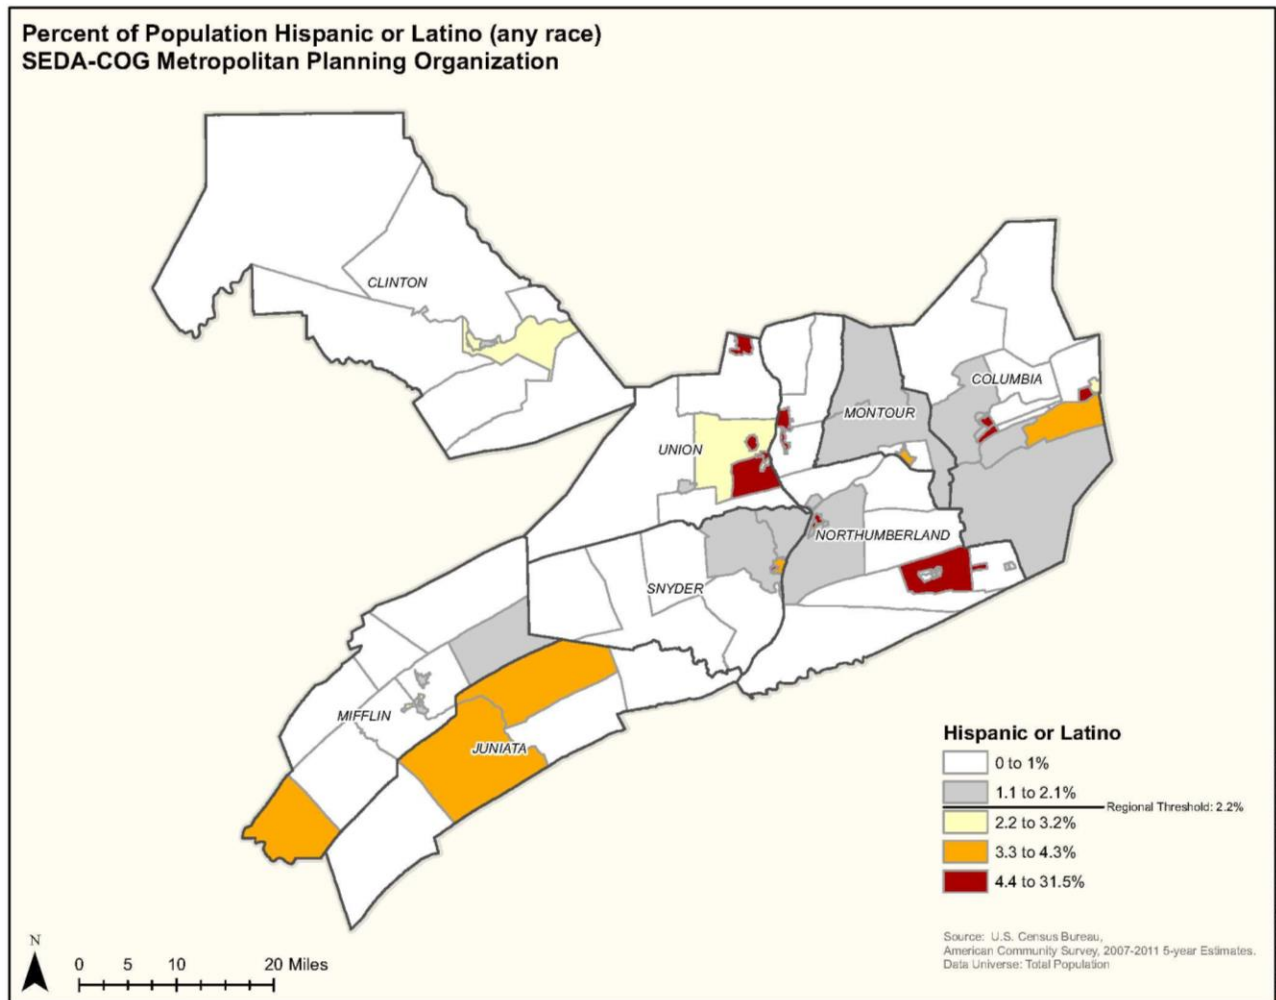 Percent of Population Hispanic or Latino (any race)
SEDA-COG Metropolitan Planning Organization
CLINTON
COLUMBIA
MONTOUR
UNION
NORTHUMBERLAND
SNYDER
MIFFLIN
JUNIATA
Hispanic or Latino
0 to 1%
1.1 to 2.1%
Regional Threshold: 2.2%
2.2 to 3.2%
3.3 to 4.3%
4.4 to 31.5%
N
0 5 10 20 Miles
Source: U.S. Census Bureau,
American Community Survey, 2007-2011 5-year Estimates.
Data Universe: Total Population